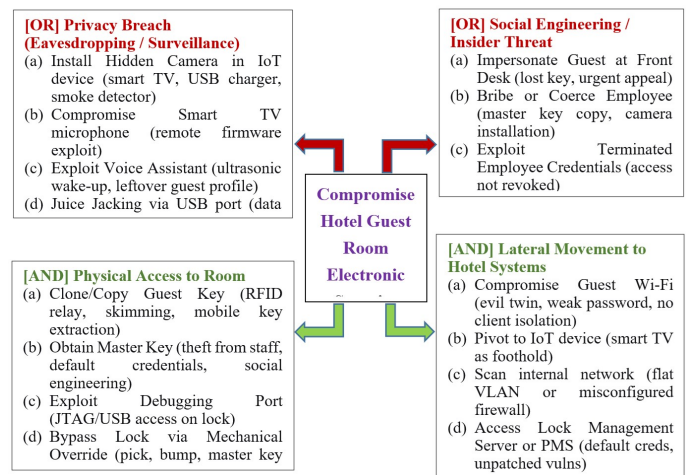 [OR] Privacy Breach
(Eavesdropping / Surveillance)
(a) Install Hidden Camera in IoT
device (smart TV, USB charger,
smoke detector)
(b) Compromise Smart TV
microphone (remote firmware
exploit)
(c) Exploit Voice Assistant (ultrasonic
wake-up, leftover guest profile)
(d) Juice Jacking via USB port (data
[OR] Social Engineering /
Insider Threat
(a) Impersonate Guest at Front
Desk (lost key, urgent appeal)
(b) Bribe or Coerce Employee
(master key copy, camera
installation)
(c) Exploit Terminated
Employee Credentials (access
not revoked)
Compromise
Hotel Guest
Room
Electronic
[AND] Physical Access to Room
(a) Clone/Copy Guest Key (RFID
relay, skimming, mobile key
extraction)
(b) Obtain Master Key (theft from staff,
default credentials, social
engineering)
(c) Exploit Debugging Port
(JTAG/USB access on lock)
(d) Bypass Lock via Mechanical
Override (pick, bump, master key
[AND] Lateral Movement to
Hotel Systems
(a) Compromise Guest Wi-Fi
(evil twin, weak password, no
client isolation)
(b) Pivot to IoT device (smart TV
as foothold)
(c) Scan internal network (flat
VLAN or misconfigured
firewall)
(d) Access Lock Management
Server or PMS (default creds,
unpatched vulns)